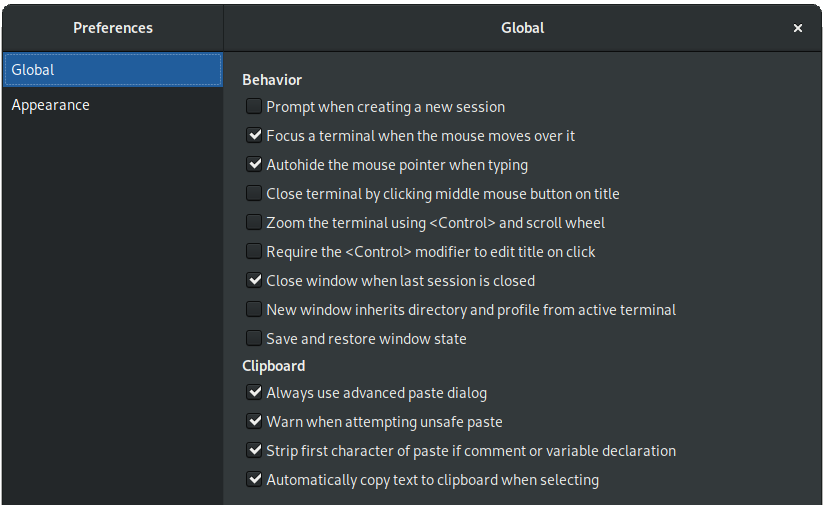 Preferences
Global
Global
Appearance
Behavior
Prompt when creating a new session
Focus a terminal when the mouse moves over it
Autohide the mouse pointer when typing
Close terminal by clicking middle mouse button on title
Zoom the terminal using <Control> and scroll wheel
Require the <Control> modifier to edit title on click
Close window when last session is closed
New window inherits directory and profile from active terminal
Save and restore window state
Clipboard
Always use advanced paste dialog
Warn when attempting unsafe paste
Strip first character of paste if comment or variable declaration
Automatically copy text to clipboard when selecting